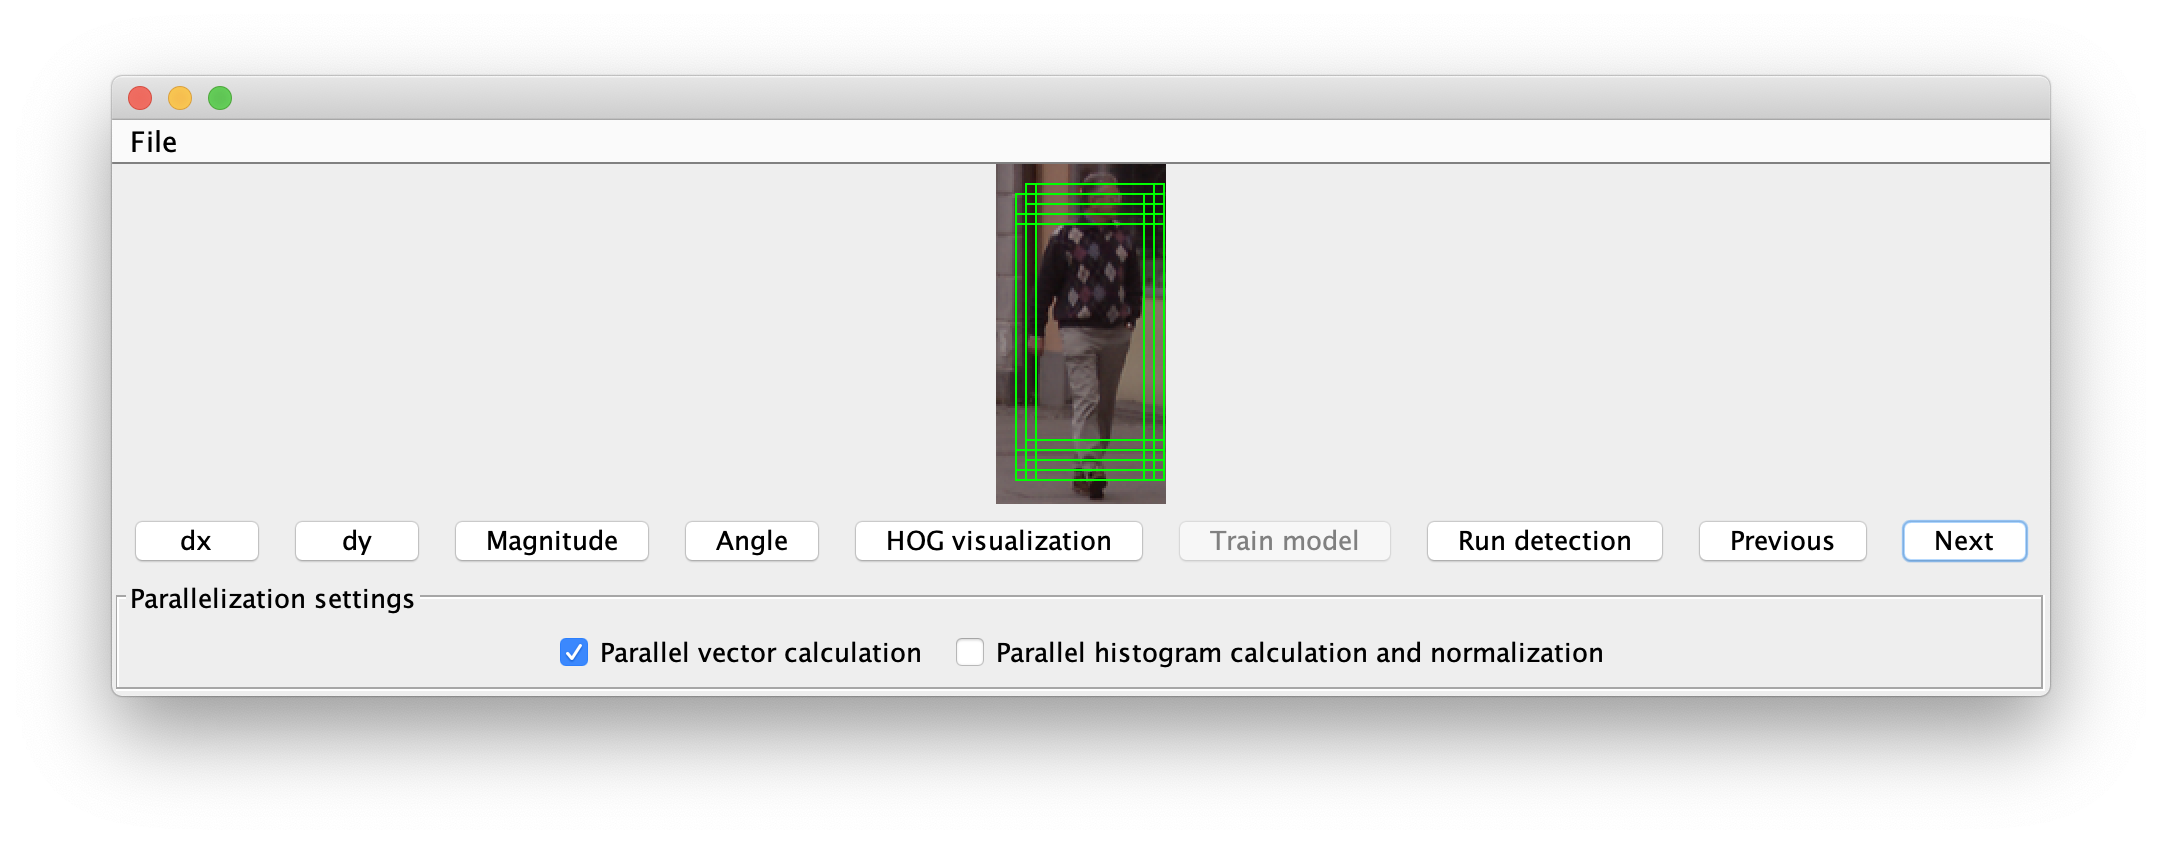 File
dx dy Magnitude Angle HOG visualization Train model Run detection Previous Next
Parallelization settings
Parallel vector calculation Parallel histogram calculation and normalization